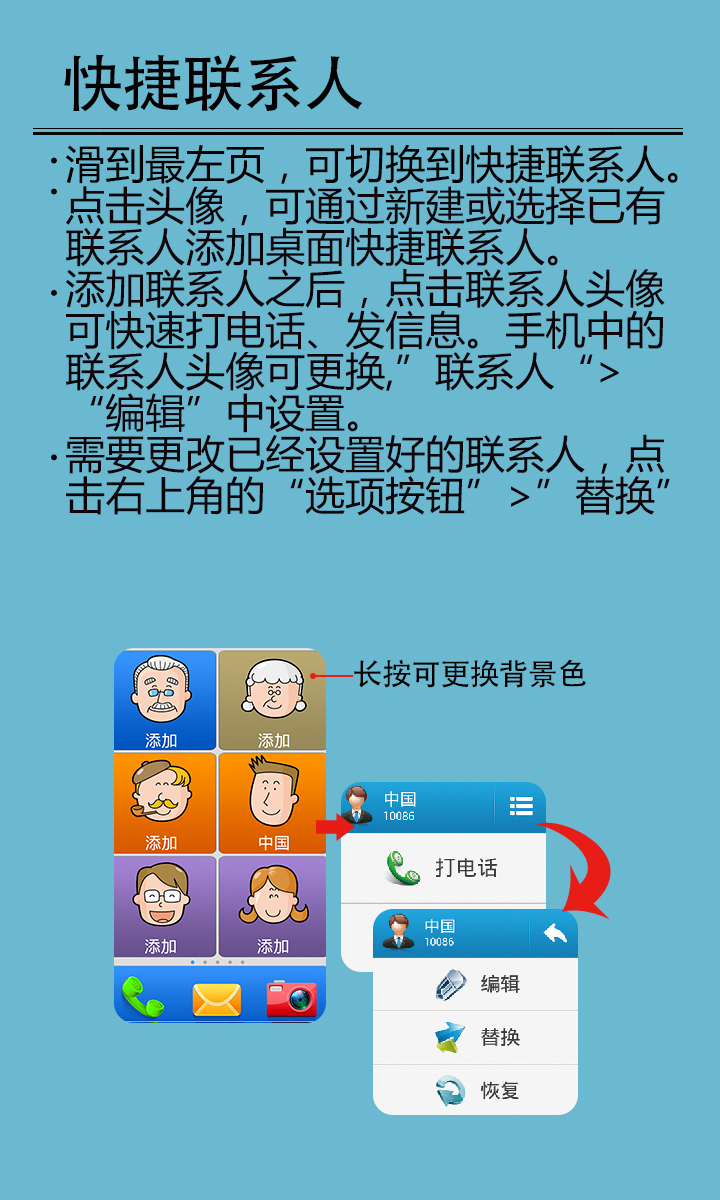 快捷联系人
· 滑到最左页，可切换到快捷联系人。
· 点击头像，可通过新建或选择已有
联系人添加桌面快捷联系人。
· 添加联系人之后，点击联系人头像
可快速打电话、发信息。手机中的
联系人头像可更换,”联系人“>
“编辑”中设置。
· 需要更改已经设置好的联系人，点
击右上角的“选项按钮”>”替换”
长按可更换背景色
添加
添加
添加
中国
添加
添加
中国
10086
打电话
中国
10086
编辑
替换
恢复